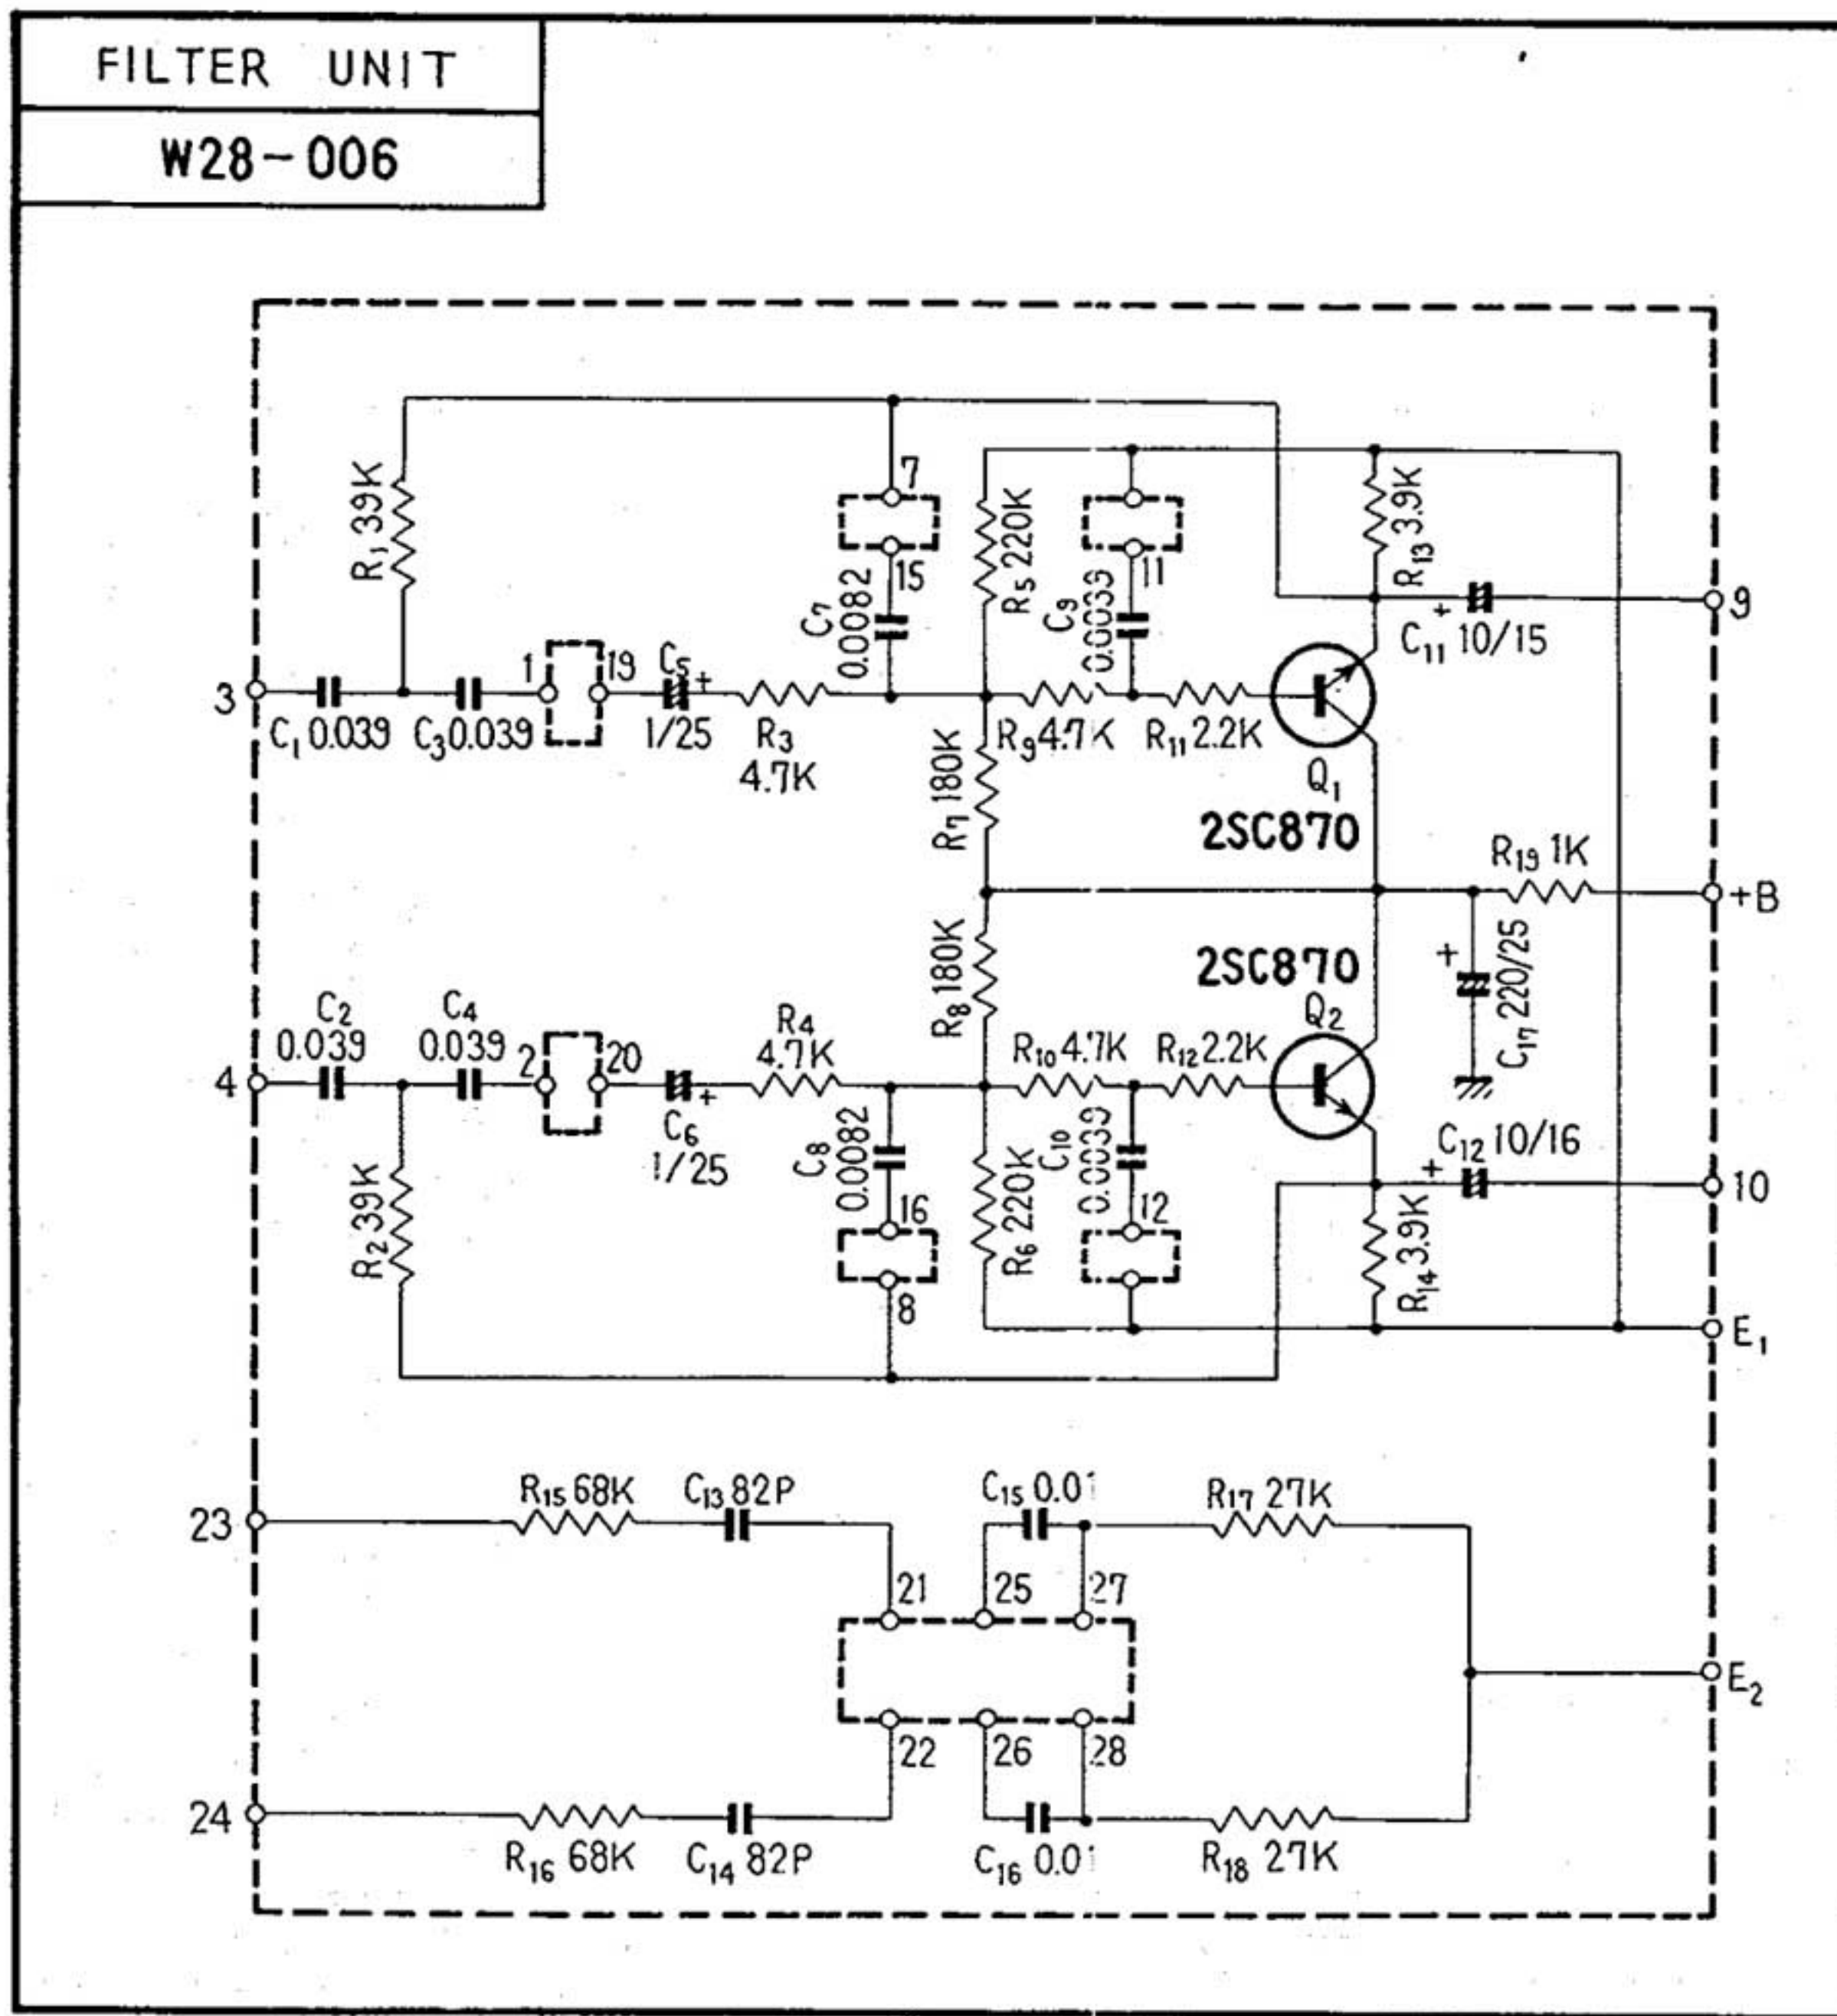 FILTER UNIT
W28-006
R1 39K
7
15
C7 0.0082
R5 220K
C9 0.0039
11
R13 3.9K
9
C11 10/15
+
3
C1 0.039
C3 0.039
1
19
C5
+
1/25
R3
4.7K
R9 4.7K
R11 2.2K
Q1
2SC870
R7 180K
R19 1K
+B
R8 180K
2SC870
Q2
+
C17 220/25
C2
0.039
C4
0.039
4
2
20
C6
+
1/25
R4
4.7K
R10 4.7K
R12 2.2K
C12 10/16
+
10
R2 39K
C8 0.0082
16
8
R6 220K
C10 0.0039
12
R14 3.9K
E1
23
R15 68K
C13 82P
C15 0.01
R17 27K
21
25
27
E2
22
26
28
24
R16 68K
C14 82P
C16 0.01
R18 27K